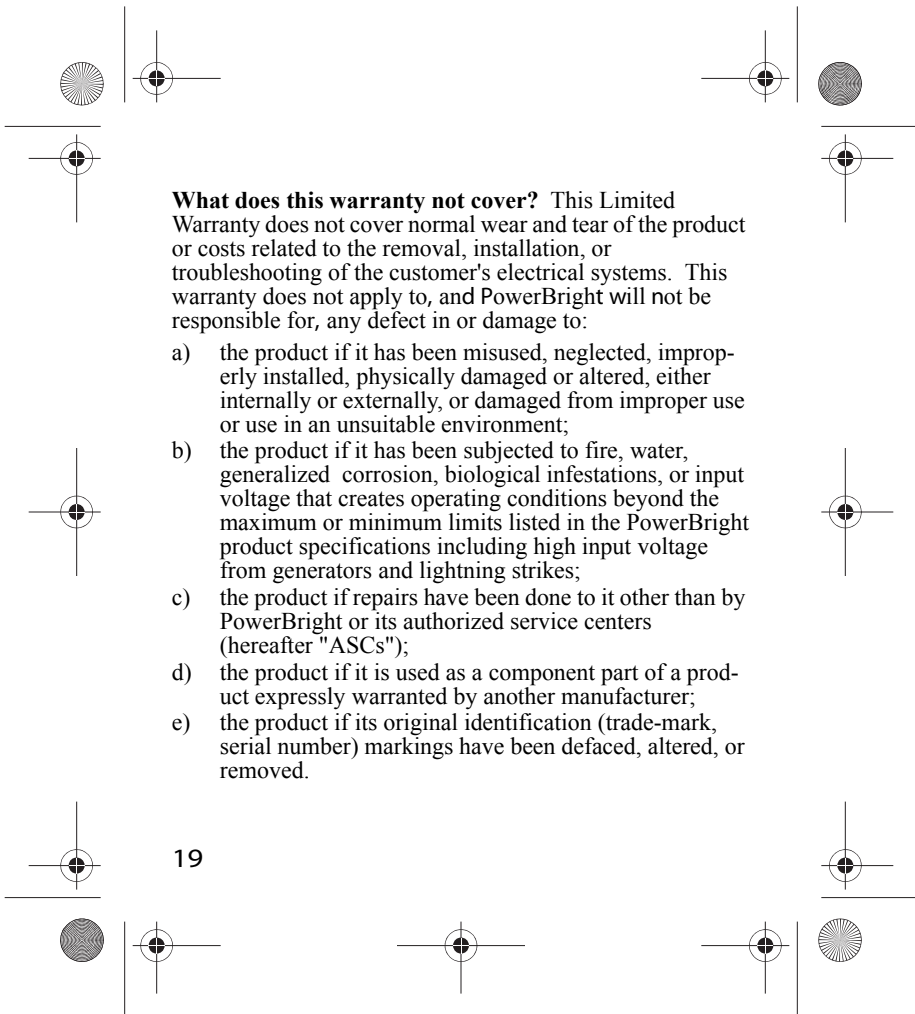 What does this warranty not cover?  This Limited
Warranty does not cover normal wear and tear of the product
or costs related to the removal, installation, or
troubleshooting of the customer's electrical systems.  This
warranty does not apply to, and PowerBright will not be
responsible for, any defect in or damage to:
a) the product if it has been misused, neglected, improp-
erly installed, physically damaged or altered, either
internally or externally, or damaged from improper use
or use in an unsuitable environment;
b) the product if it has been subjected to fire, water,
generalized  corrosion, biological infestations, or input
voltage that creates operating conditions beyond the
maximum or minimum limits listed in the PowerBright
product specifications including high input voltage
from generators and lightning strikes;
c) the product if repairs have been done to it other than by
PowerBright or its authorized service centers
(hereafter "ASCs");
d) the product if it is used as a component part of a prod-
uct expressly warranted by another manufacturer;
e) the product if its original identification (trade-mark,
serial number) markings have been defaced, altered, or
removed.
19